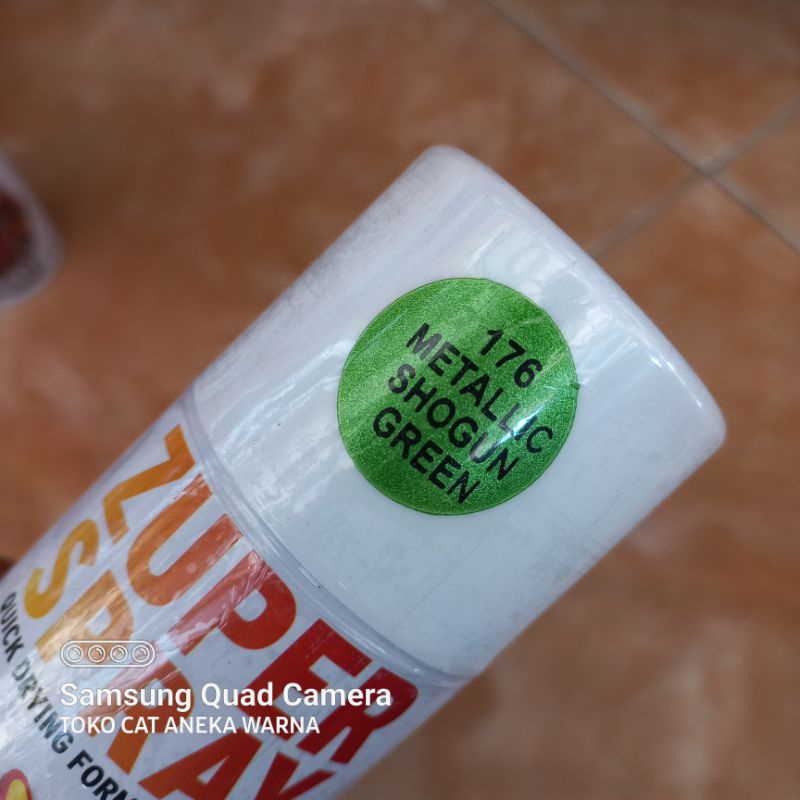 176
METALLIC
SHOGUN
GREEN
ZUPER
SPRAY
QUICK DRYING FORM
Samsung Quad Camera
TOKO CAT ANEKA WARNA